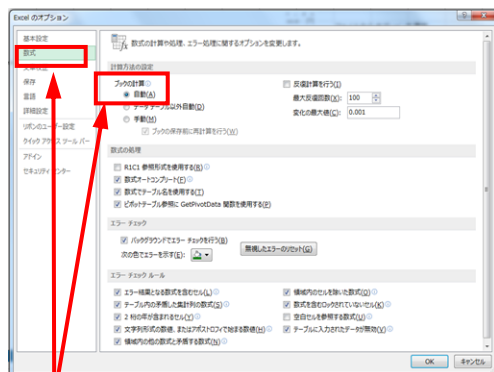 Excel のオプション
基本設定
数式
文章校正
保存
言語
詳細設定
リボンのユーザー設定
クイック アクセス ツール バー
アドイン
セキュリティ センター
数式の計算や処理、エラー処理に関するオプションを変更します。
計算方法の設定
ブックの計算
自動(A)
データ テーブル以外自動(D)
手動(M)
ブックの保存前に再計算を行う(W)
反復計算を行う(I)
最大反復回数(X): 100
変化の最大値(C): 0.001
数式の処理
R1C1 参照形式を使用する(R)
数式オートコンプリート(F)
数式でテーブル名を使用する(T)
ピボットテーブル参照に GetPivotData 関数を使用する(P)
エラー チェック
バックグラウンドでエラー チェックを行う(B)
次の色でエラーを示す(E):
無視したエラーのリセット(G)
エラー チェック ルール
エラー結果となる数式を含むセル(L)
テーブル内の矛盾した集計列の数式(S)
2 桁の年が含まれるセル(Y)
文字列形式の数値、またはアポストロフィで始まる数値(H)
領域内の他の数式と矛盾する数式(N)
領域内のセルを除いた数式(O)
数式を含むロックされていないセル(K)
空白セルを参照する数式(U)
テーブルに入力されたデータが無効(V)
OK
キャンセル